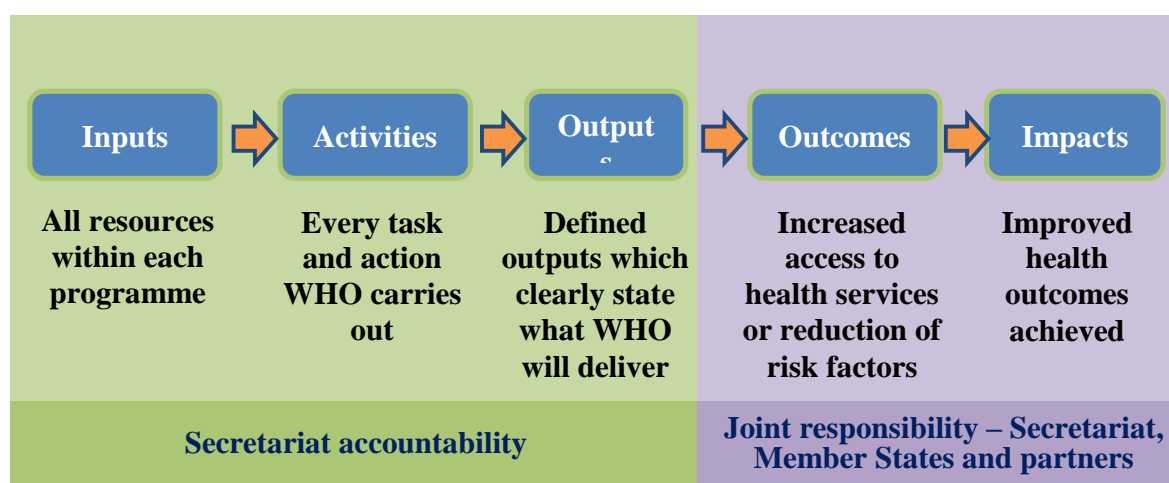 Inputs
Activities
Output
s
Outcomes
Impacts
All resources
within each
programme
Every task
and action
WHO carries
out
Defined
outputs which
clearly state
what WHO
will deliver
Increased
access to
health services
or reduction of
risk factors
Improved
health
outcomes
achieved
Secretariat accountability
Joint responsibility – Secretariat,
Member States and partners